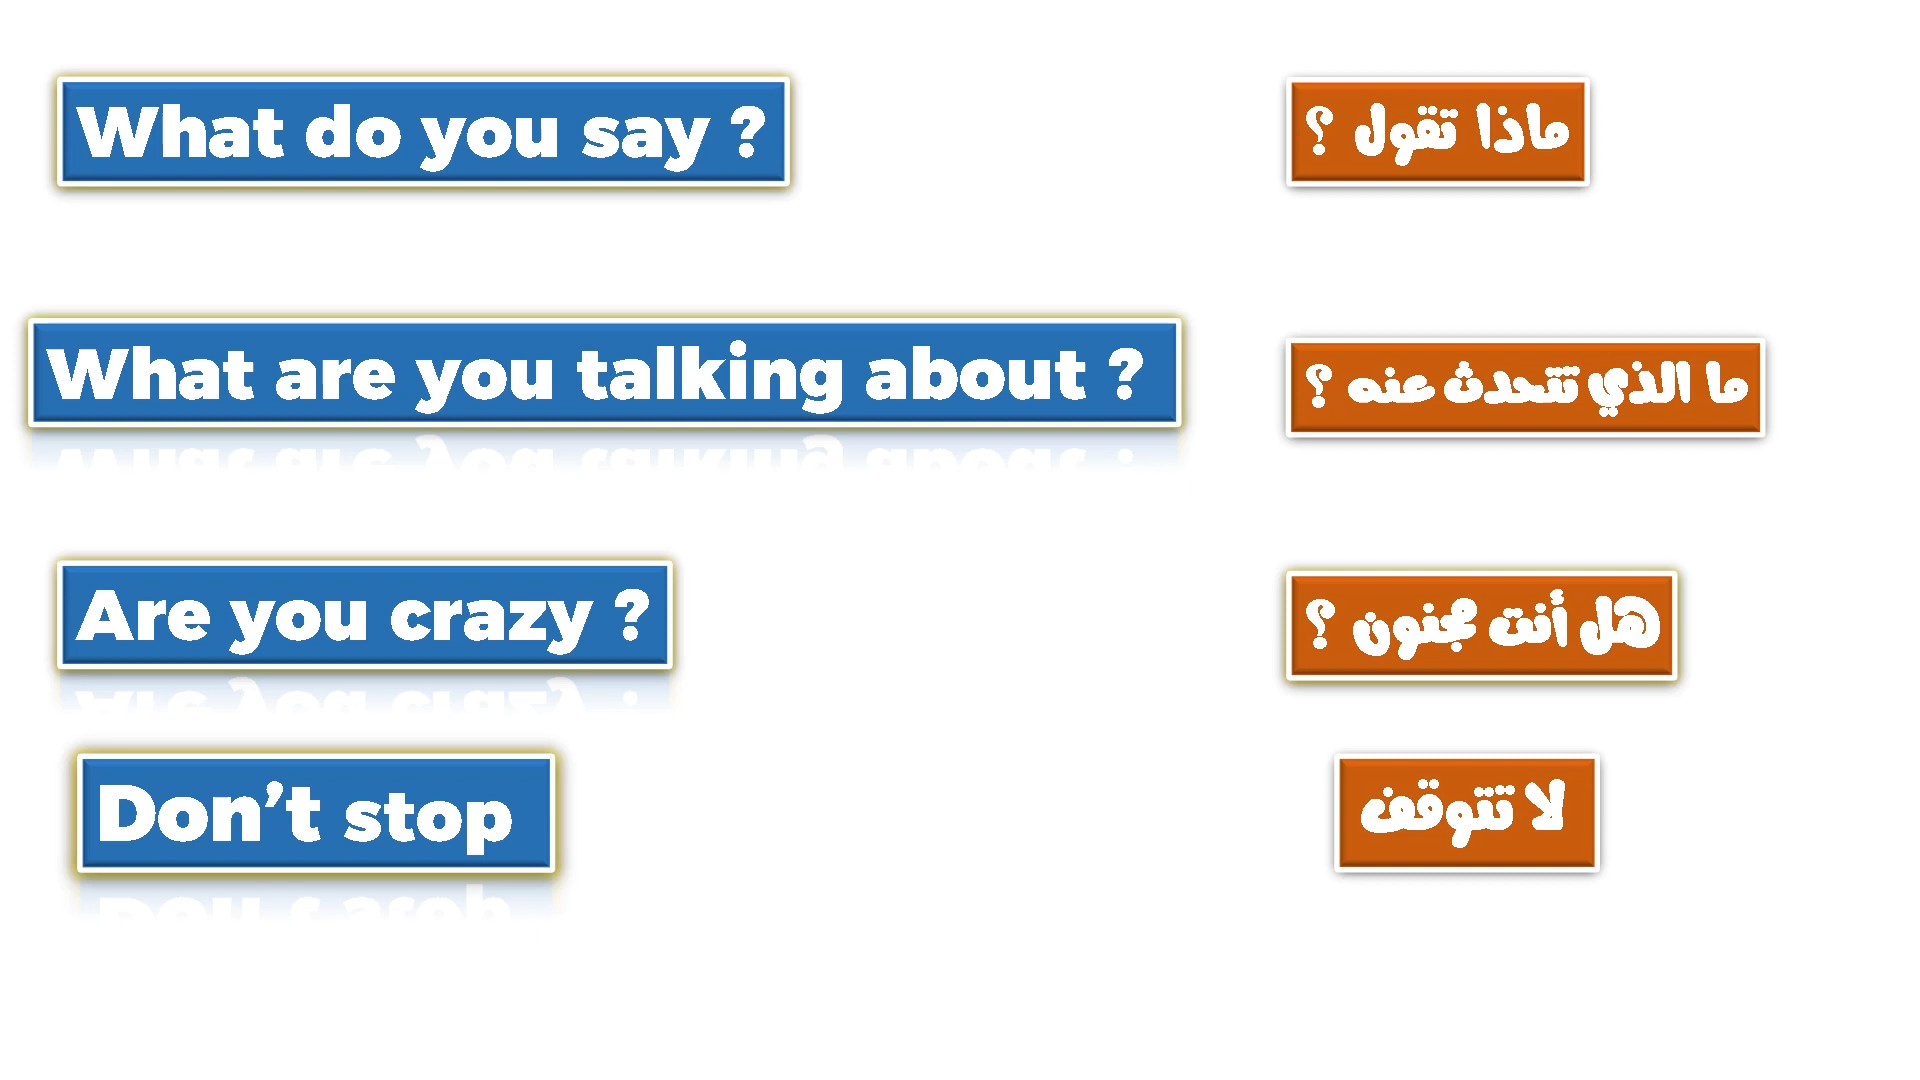 What do you say ?
ماذا تقول ؟
What are you talking about ?
ما الذي تتحدث عنه ؟
Are you crazy ?
هل أنت مجنون ؟
Don’t stop
لا تتوقف